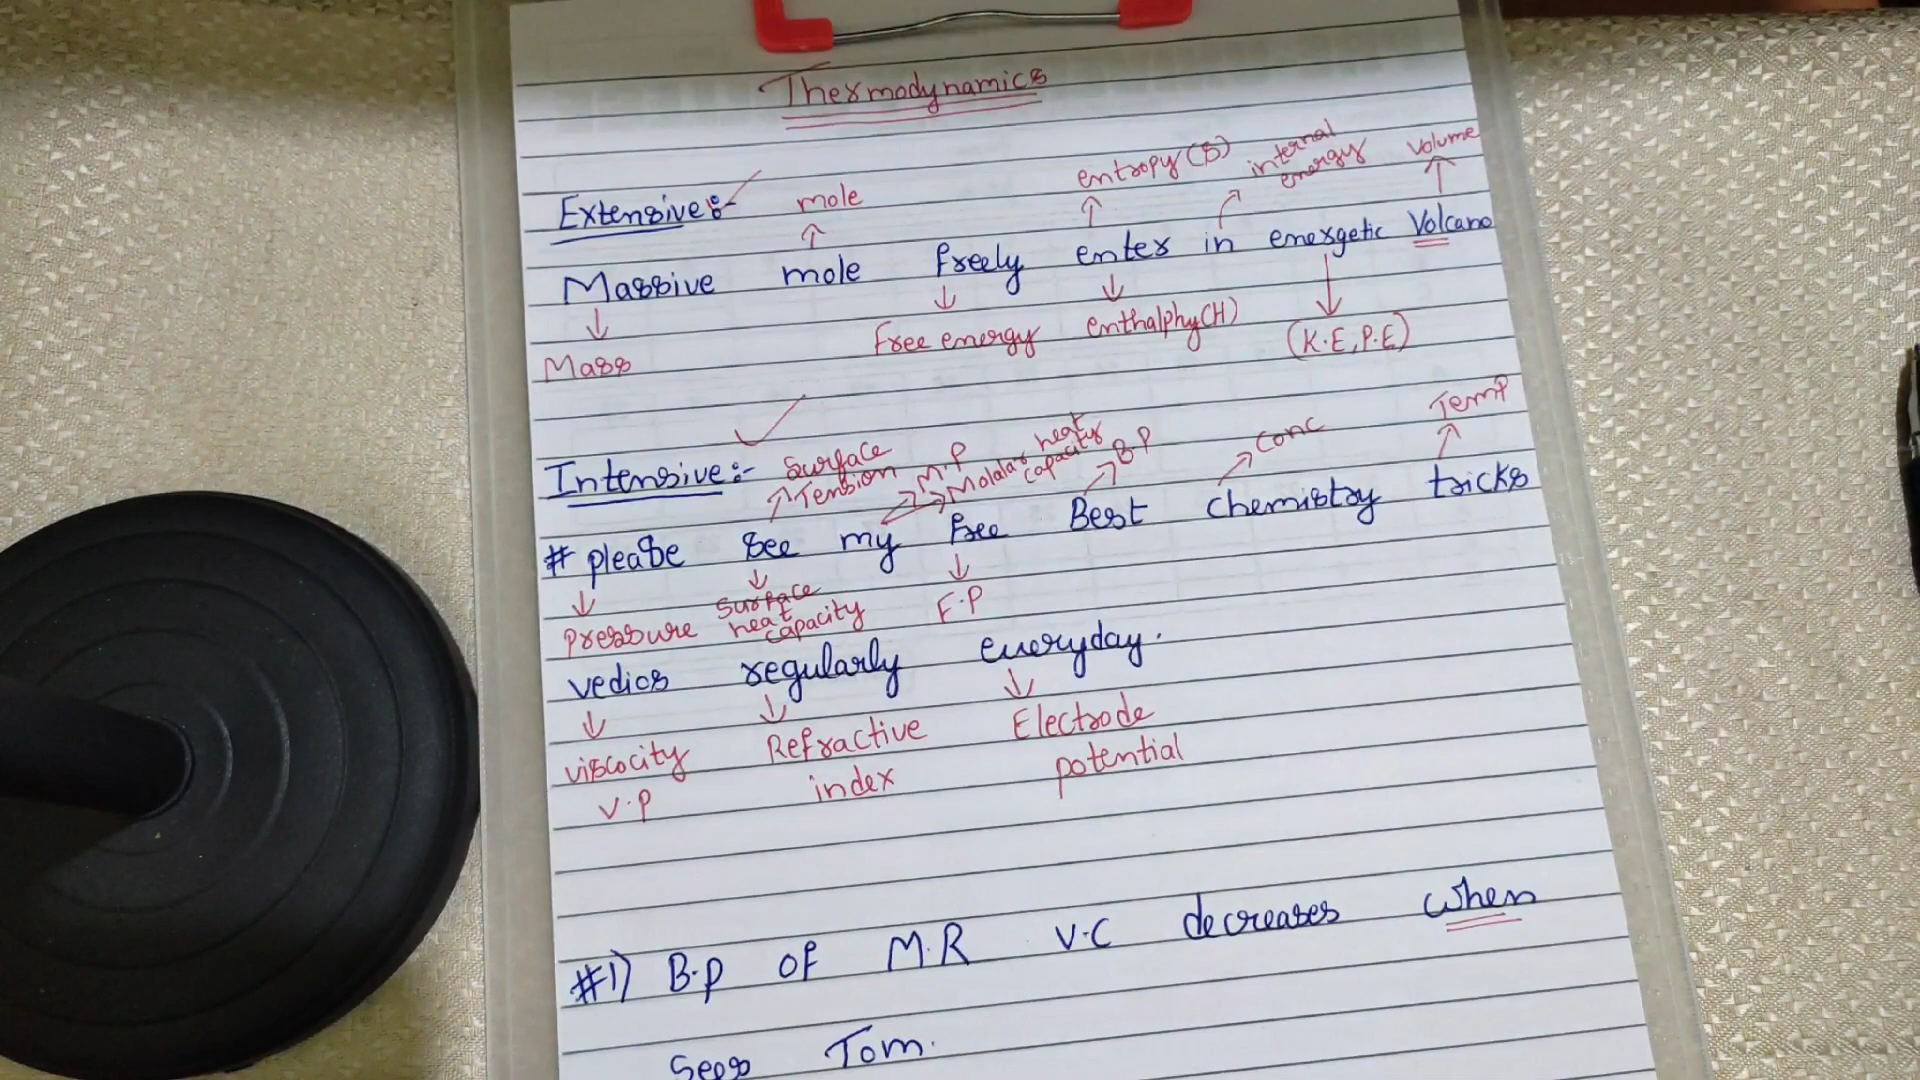 Thermodynamics
entropy (S) internal energy volume
Extensive :- mole
Massive mole freely enter in energetic Volcano
Mass Free energy enthalphy(H) (K.E, P.E)
Temp
Surface Tension M.P Molalar heat capacity B.P conc
Intensive :-
# please see my free Best chemistry tricks
pressure Surface heat capacity F.P
vedios regularly everyday.
viscocity Refractive Electrode
V.P index potential
#1) B.p of M.R V.C decreases when
Sees Tom.